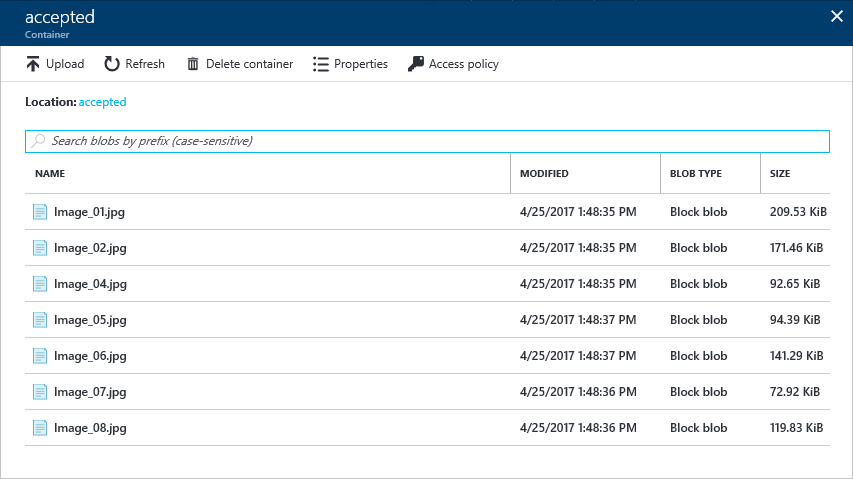 accepted
Container
Upload Refresh Delete container Properties Access policy
Location: accepted
Search blobs by prefix (case-sensitive)
NAME MODIFIED BLOB TYPE SIZE
Image_01.jpg 4/25/2017 1:48:35 PM Block blob 209.53 KiB
Image_02.jpg 4/25/2017 1:48:35 PM Block blob 171.46 KiB
Image_04.jpg 4/25/2017 1:48:35 PM Block blob 92.65 KiB
Image_05.jpg 4/25/2017 1:48:37 PM Block blob 94.39 KiB
Image_06.jpg 4/25/2017 1:48:37 PM Block blob 141.29 KiB
Image_07.jpg 4/25/2017 1:48:36 PM Block blob 72.92 KiB
Image_08.jpg 4/25/2017 1:48:36 PM Block blob 119.83 KiB